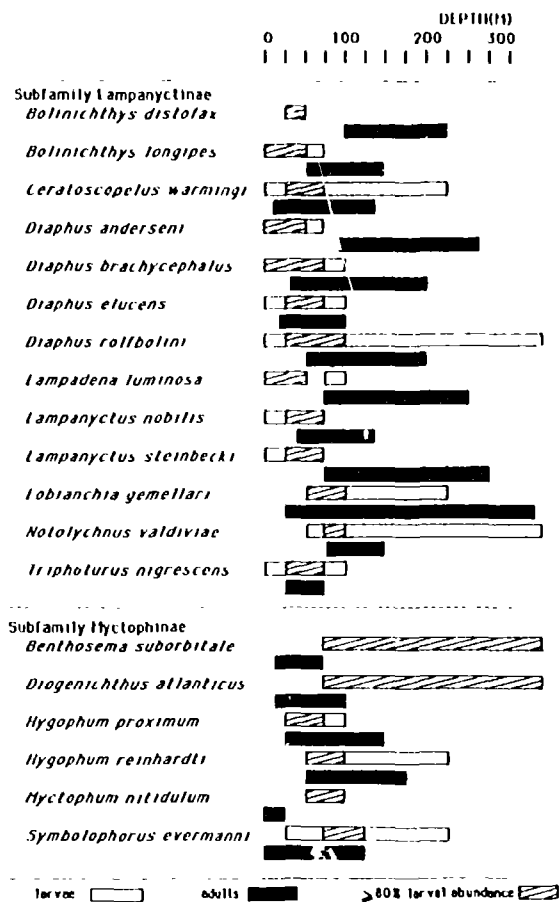 DEPTH(M)
0 100 200 300
Subfamily Lampanyctinae
Bolinichthys distofax
Bolinichthys longipes
Ceratoscopelus warmingi
Diaphus anderseni
Diaphus brachycephalus
Diaphus elucens
Diaphus rolfbolini
Lampadena luminosa
Lampanyctus nobilis
Lampanyctus steinbecki
Lobianchia gemellari
Notolychnus valdiviae
Triphoturus nigrescens
Subfamily Myctophinae
Benthosema suborbitale
Diogenichthus atlanticus
Hygophum proximum
Hygophum reinhardti
Myctophum nitidulum
Symbolophorus evermanni
larvae adults ≥80% larval abundance